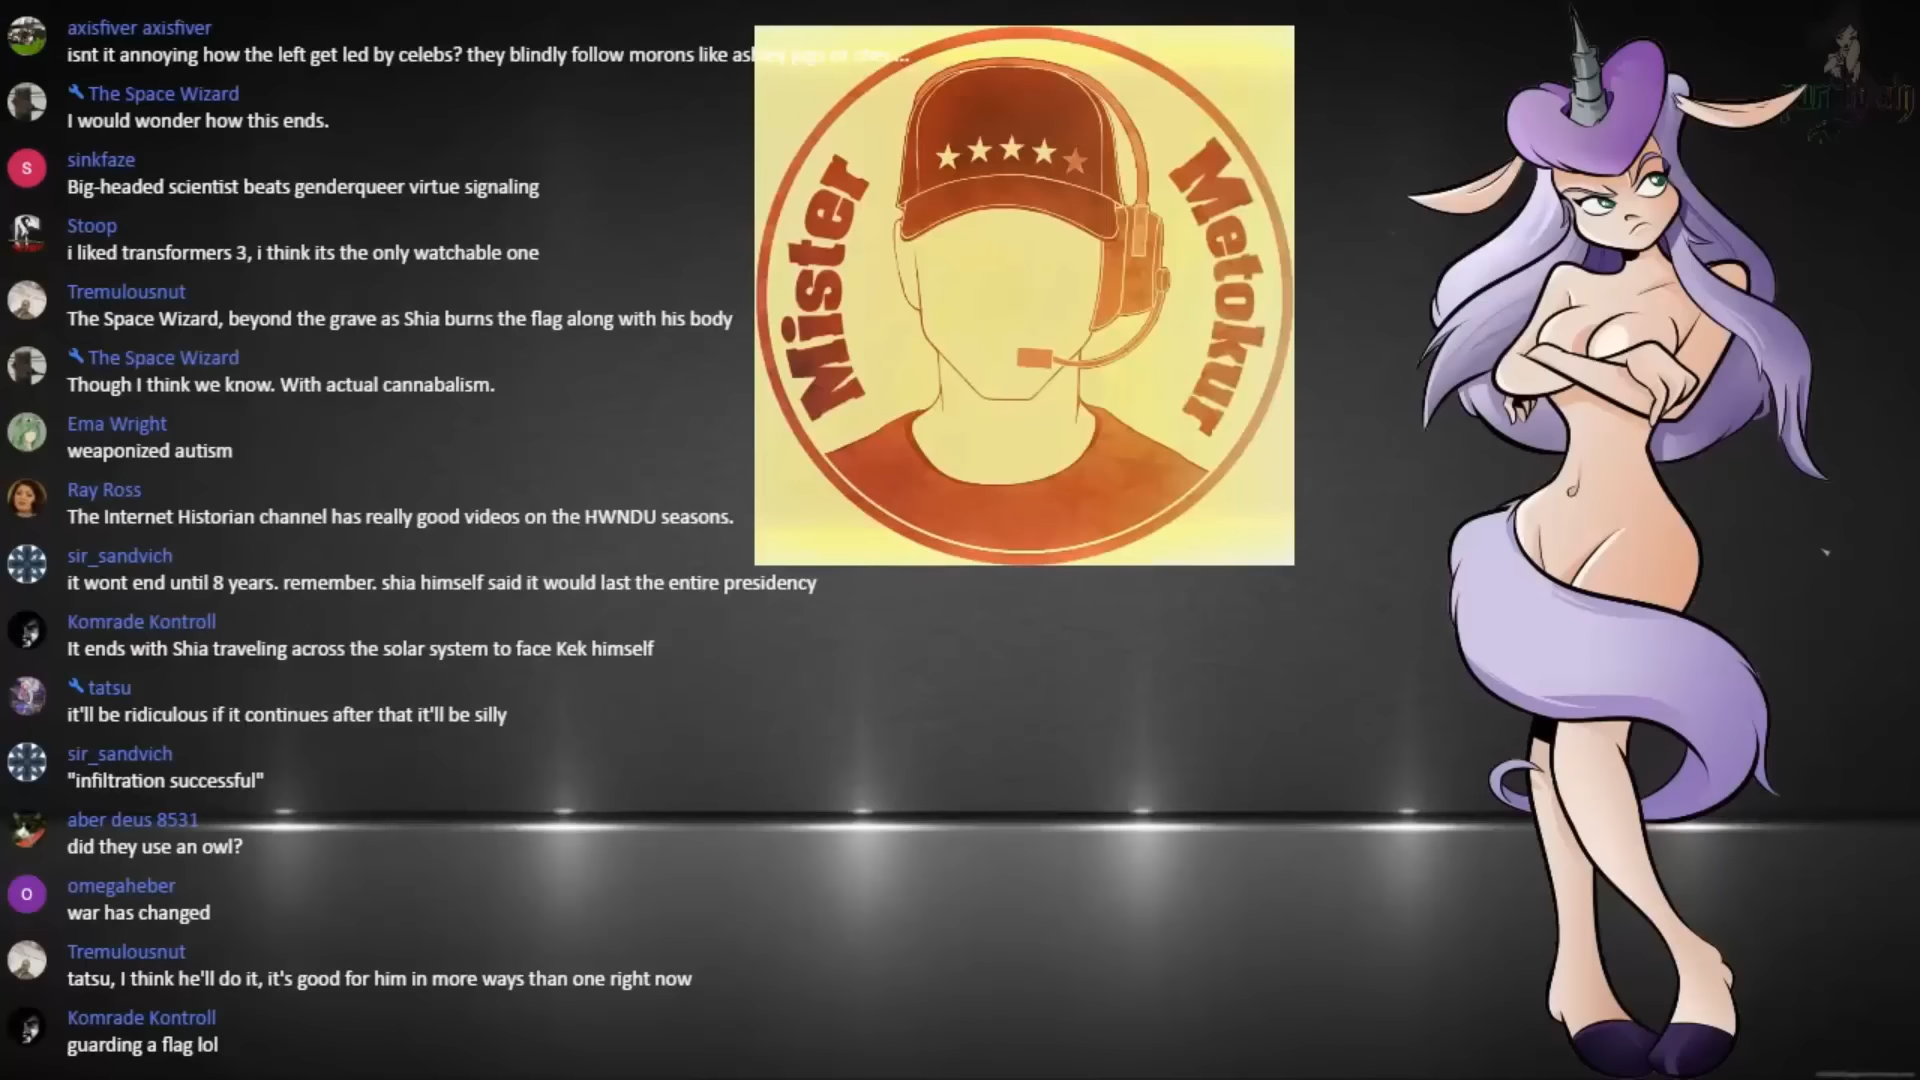 axisfiver axisfiver
isnt it annoying how the left get led by celebs? they blindly follow morons like
The Space Wizard
I would wonder how this ends.
S
sinkfaze
Big-headed scientist beats genderqueer virtue signaling
Stoop
i liked transformers 3, i think its the only watchable one
Tremulousnut
The Space Wizard, beyond the grave as Shia burns the flag along with his body
The Space Wizard
Though I think we know. With actual cannabalism.
Ema Wright
weaponized autism
Ray Ross
The Internet Historian channel has really good videos on the HWNDU seasons.
sir_sandvich
it wont end until 8 years. remember. shia himself said it would last the entire presidency
Komrade Kontroll
It ends with Shia traveling across the solar system to face Kek himself
tatsu
it'll be ridiculous if it continues after that it'll be silly
sir_sandvich
"infiltration successful"
aber deus 8531
did they use an owl?
O
omegaheber
war has changed
Tremulousnut
tatsu, I think he'll do it, it's good for him in more ways than one right now
Komrade Kontroll
guarding a flag lol
Mister
Metokur